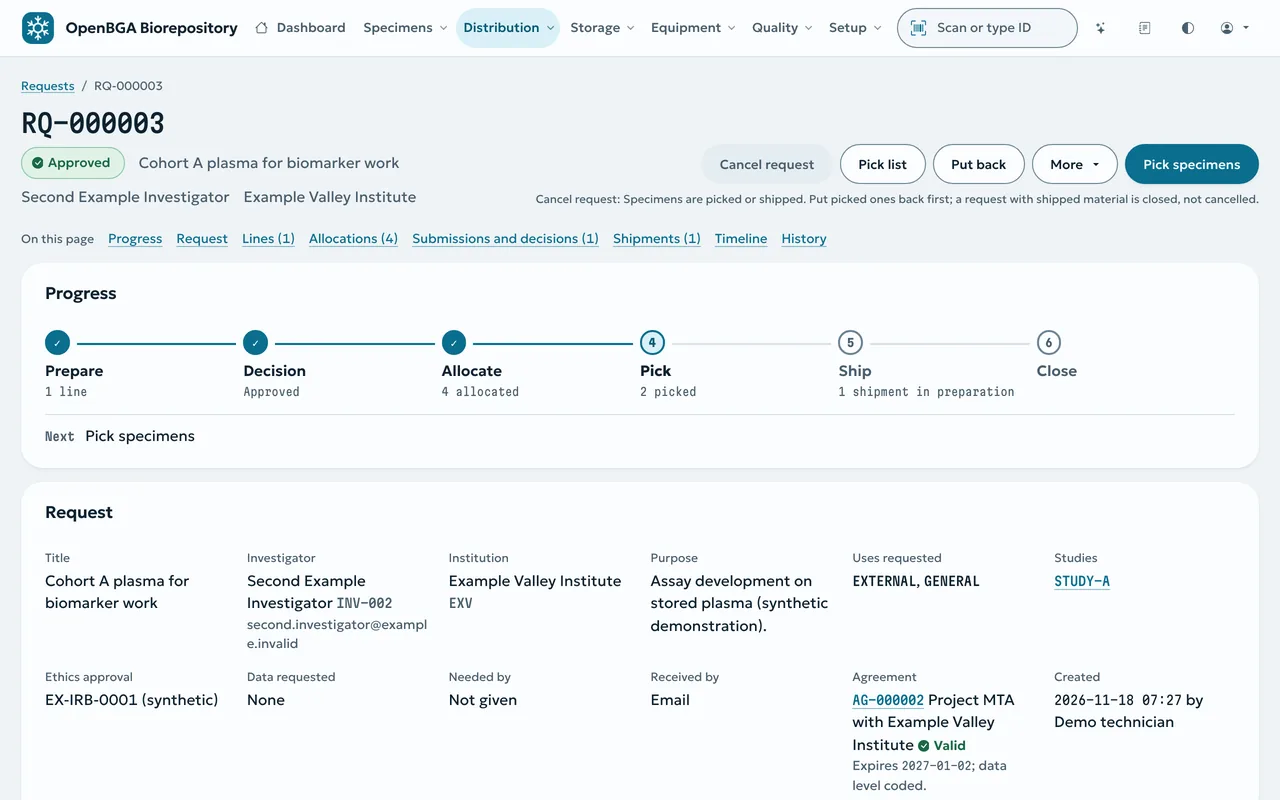 OpenBGA Biorepository Dashboard Specimens Distribution Storage Equipment Quality Setup Scan or type ID
Requests / RQ-000003
RQ-000003
Approved Cohort A plasma for biomarker work
Cancel request Pick list Put back More Pick specimens
Second Example Investigator Example Valley Institute
Cancel request: Specimens are picked or shipped. Put picked ones back first; a request with shipped material is closed, not cancelled.
On this page Progress Request Lines (1) Allocations (4) Submissions and decisions (1) Shipments (1) Timeline History
Progress
4 5 6
Prepare Decision Allocate Pick Ship Close
1 line Approved 4 allocated 2 picked 1 shipment in preparation
Next Pick specimens
Request
Title
Cohort A plasma for
biomarker work
Investigator
Second Example
Investigator INV-002
second.investigator@exampl
e.invalid
Institution
Example Valley Institute
EXV
Purpose
Assay development on
stored plasma (synthetic
demonstration).
Uses requested
EXTERNAL, GENERAL
Studies
STUDY-A
Ethics approval
EX-IRB-0001 (synthetic)
Data requested
None
Needed by
Not given
Received by
Email
Agreement
AG-000002 Project MTA
with Example Valley
Institute Valid
Expires 2027-01-02; data
level coded.
Created
2026-11-18 07:27 by
Demo technician